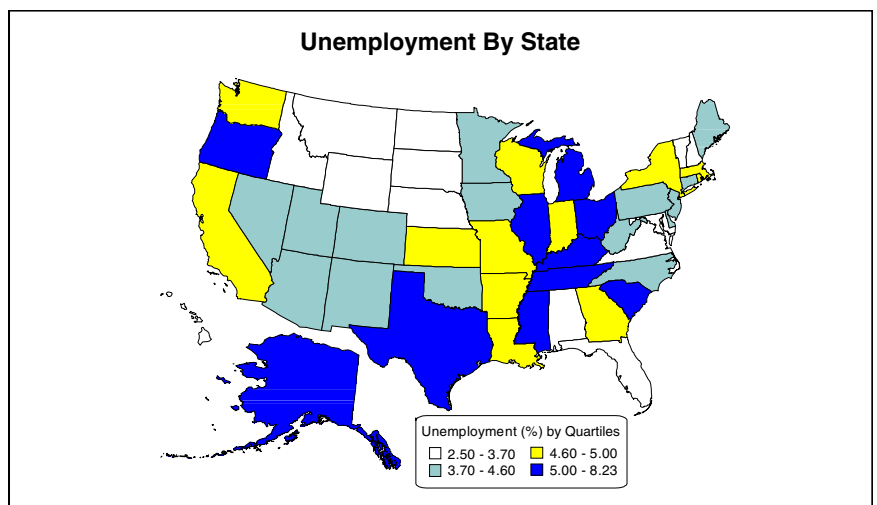 Unemployment By State
Unemployment (%) by Quartiles
2.50 - 3.70 4.60 - 5.00
3.70 - 4.60 5.00 - 8.23